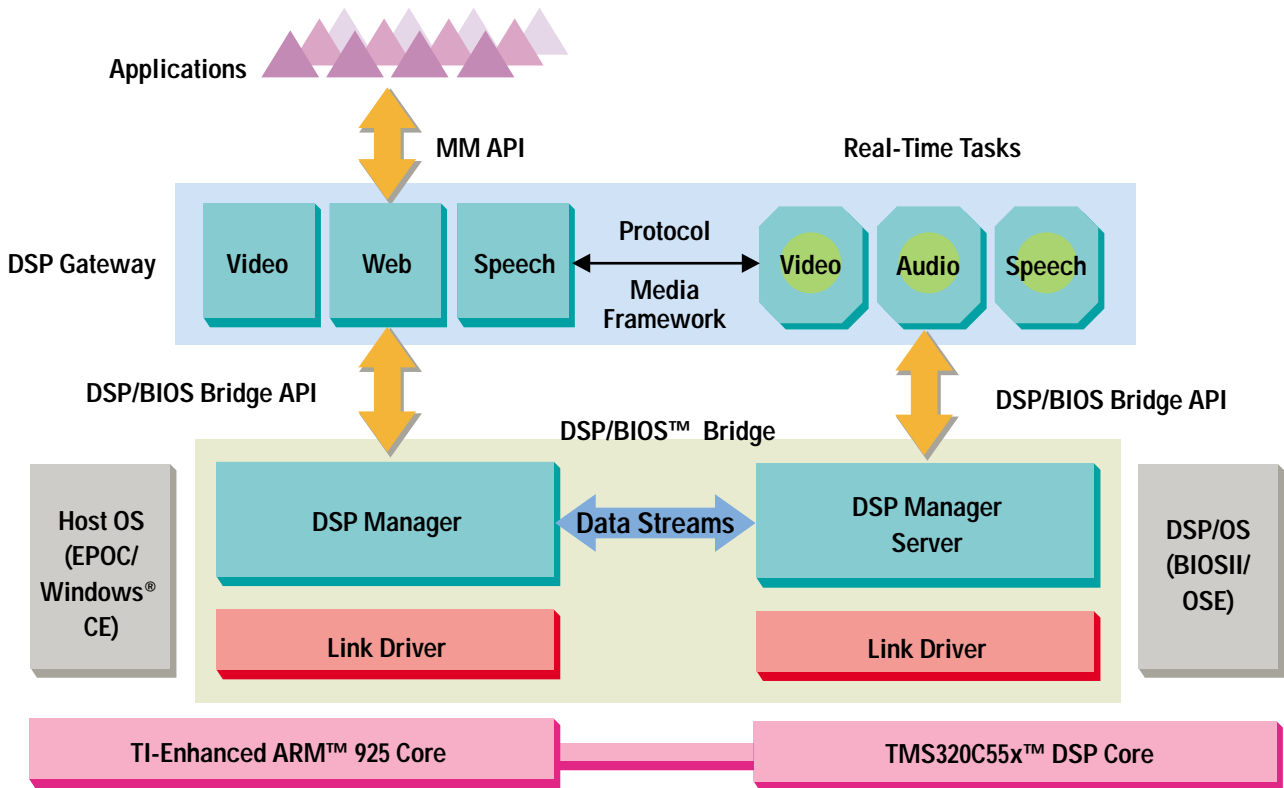 Applications
MM API
Real-Time Tasks
DSP Gateway
Video
Web
Speech
Protocol
Media
Framework
Video
Audio
Speech
DSP/BIOS Bridge API
DSP/BIOS Bridge API
DSP/BIOS™ Bridge
Host OS
(EPOC/
Windows®
CE)
DSP Manager
Data Streams
DSP Manager
Server
DSP/OS
(BIOSII/
OSE)
Link Driver
Link Driver
TI-Enhanced ARM™ 925 Core
TMS320C55x™ DSP Core